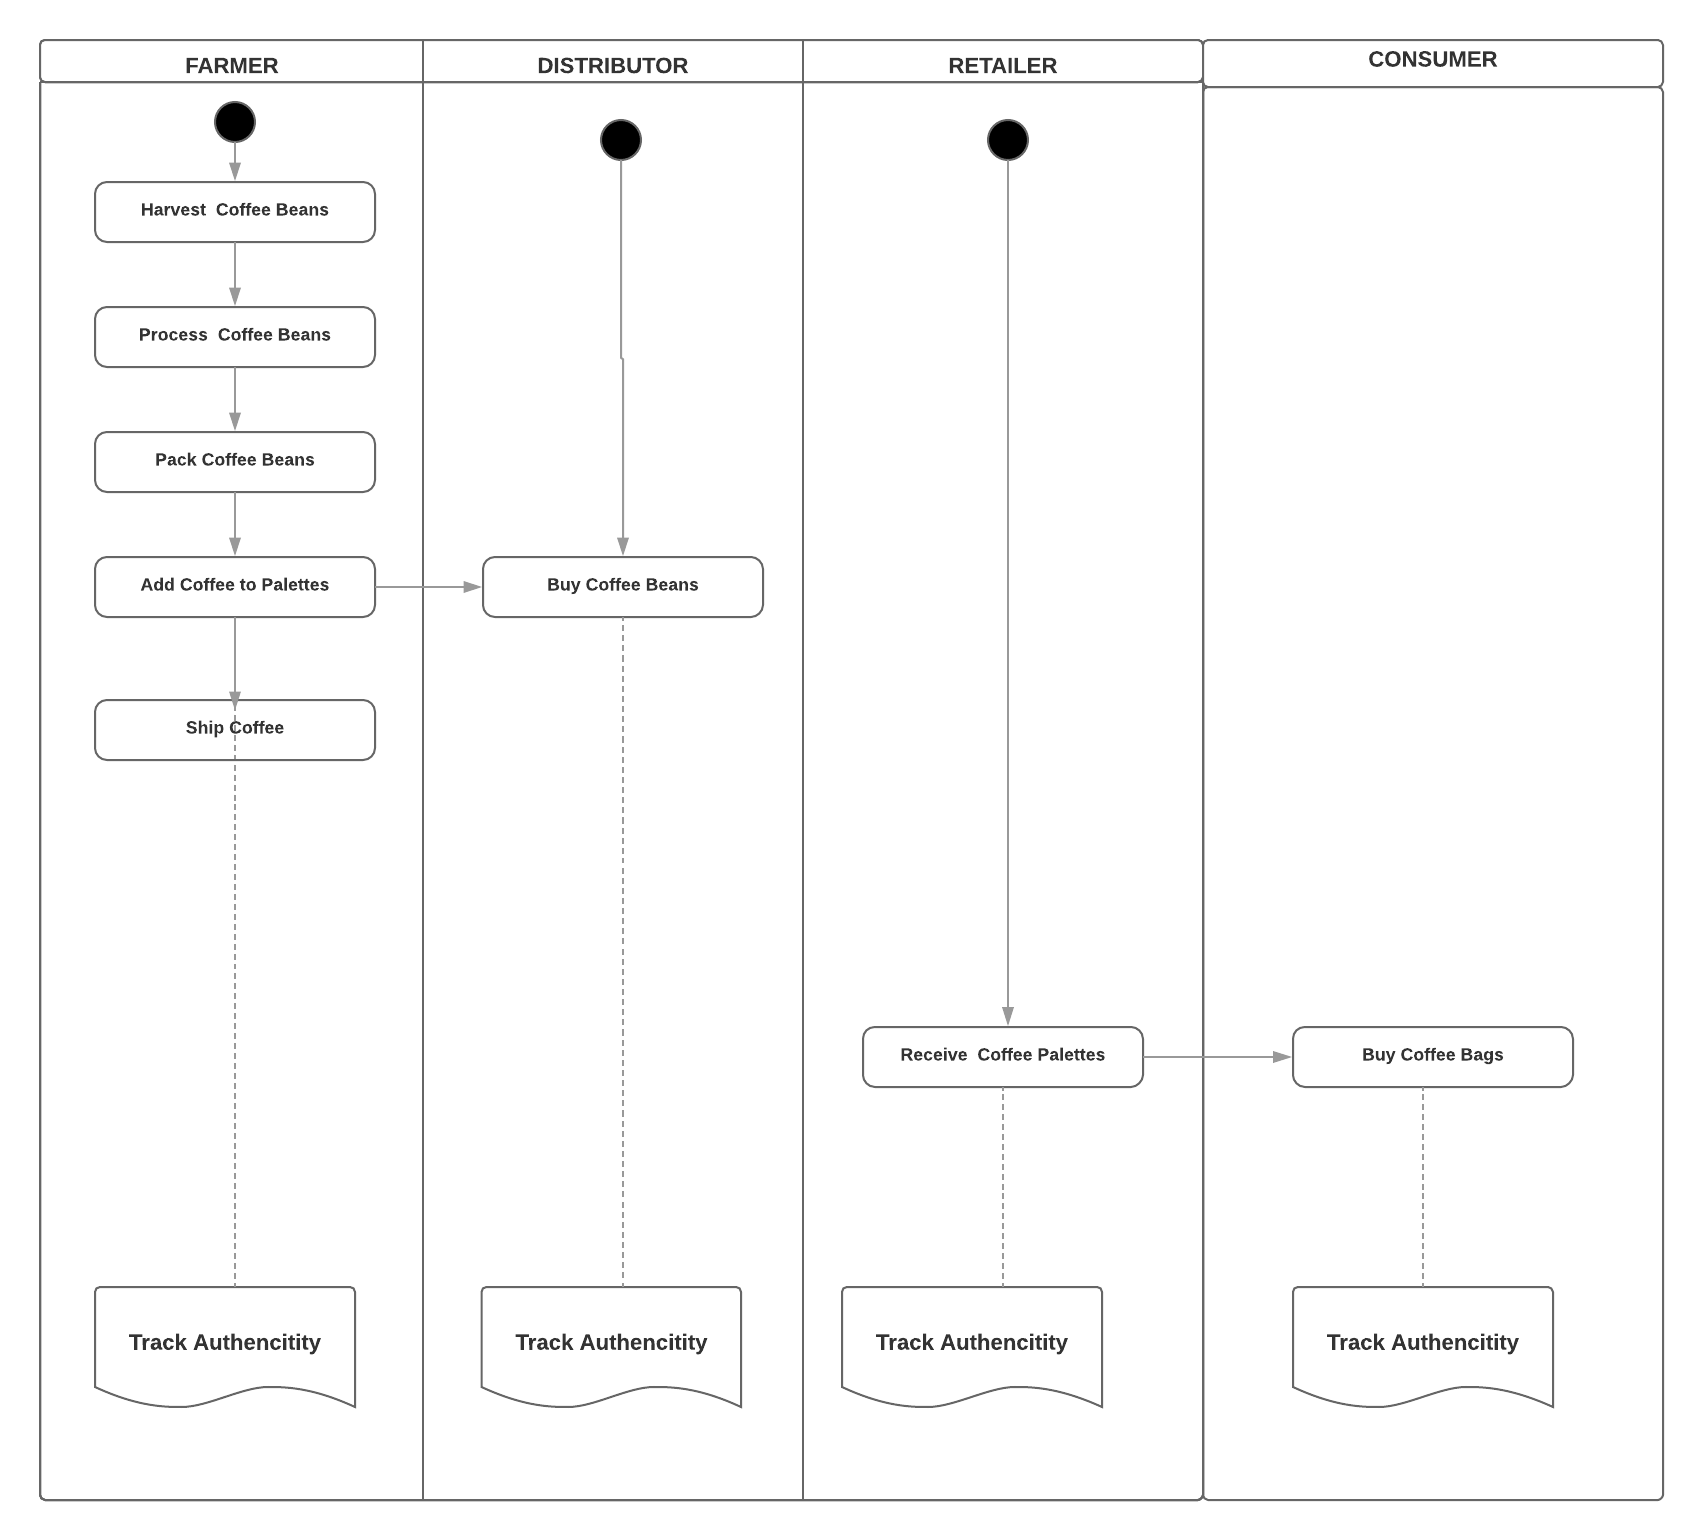 FARMER
DISTRIBUTOR
RETAILER
CONSUMER
Harvest  Coffee Beans
Process  Coffee Beans
Pack Coffee Beans
Add Coffee to Palettes
Buy Coffee Beans
Ship Coffee
Receive  Coffee Palettes
Buy Coffee Bags
Track Authencitity
Track Authencitity
Track Authencitity
Track Authencitity